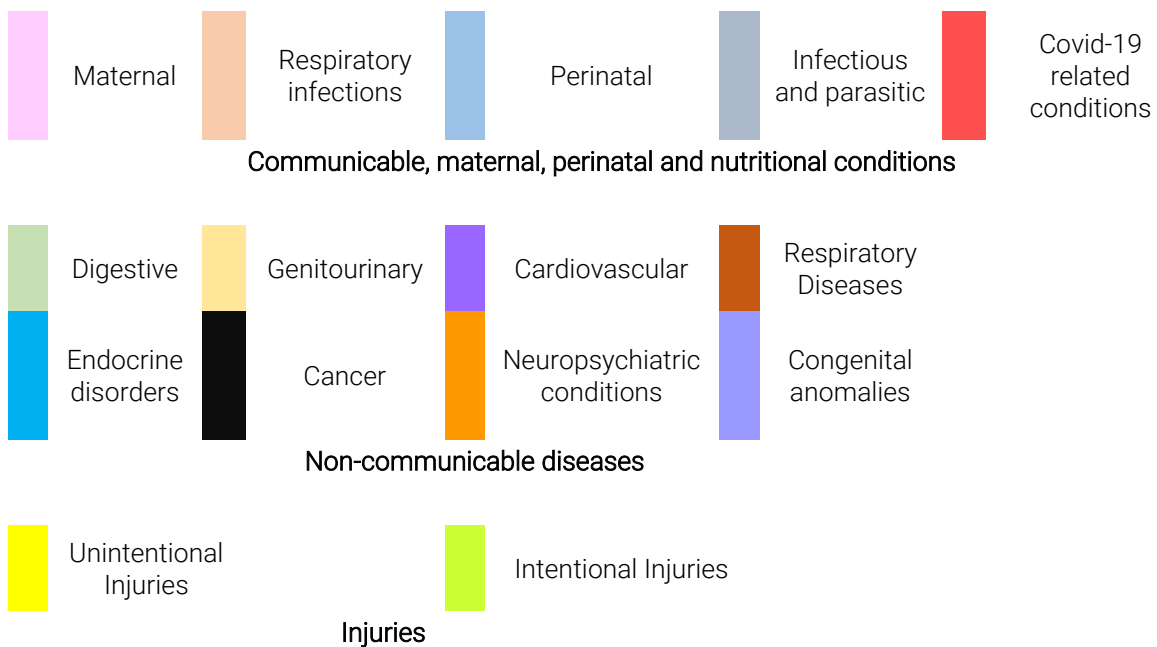 Maternal
Respiratory
infections
Perinatal
Infectious
and parasitic
Covid-19
related
conditions
Communicable, maternal, perinatal and nutritional conditions
Digestive
Genitourinary
Cardiovascular
Respiratory
Diseases
Endocrine
disorders
Cancer
Neuropsychiatric
conditions
Congenital
anomalies
Non-communicable diseases
Unintentional
Injuries
Intentional Injuries
Injuries